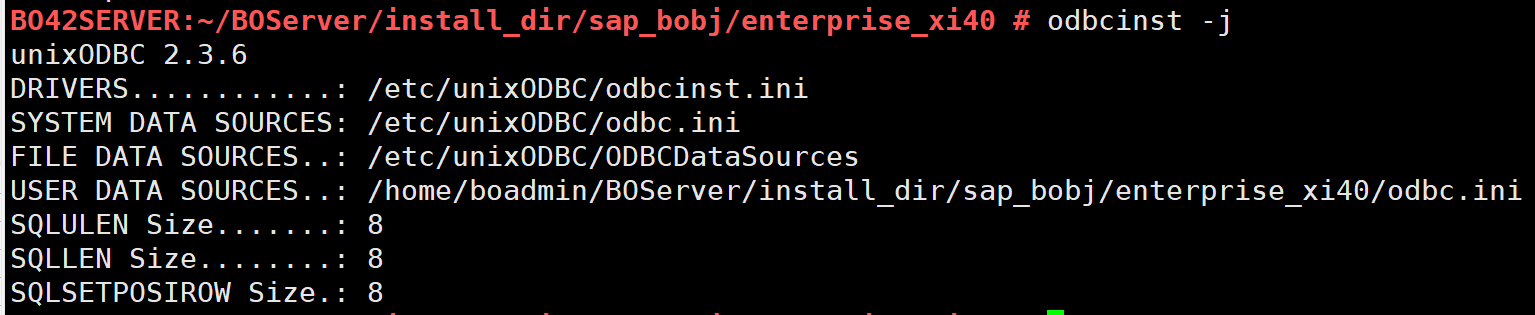 BO42SERVER:~/BOServer/install_dir/sap_bobj/enterprise_xi40 # odbcinst -j
unixODBC 2.3.6
DRIVERS............: /etc/unixODBC/odbcinst.ini
SYSTEM DATA SOURCES: /etc/unixODBC/odbc.ini
FILE DATA SOURCES..: /etc/unixODBC/ODBCDataSources
USER DATA SOURCES..: /home/boadmin/BOServer/install_dir/sap_bobj/enterprise_xi40/odbc.ini
SQLULEN Size.......: 8
SQLLEN Size........: 8
SQLSETPOSIROW Size.: 8